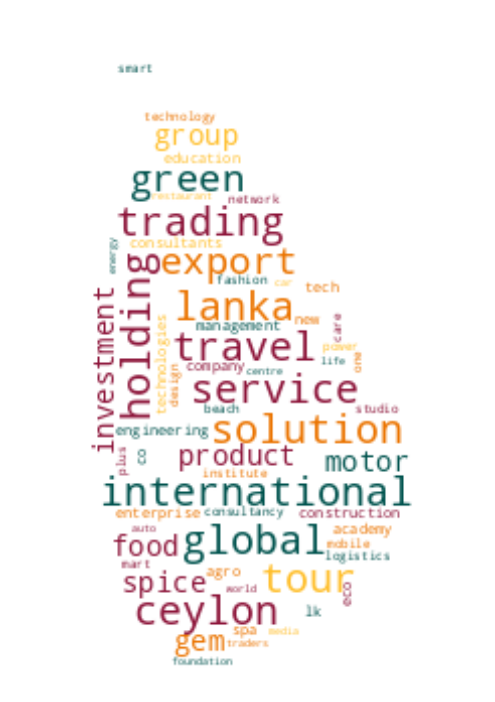 smart
technology
group
education
green
restaurant
network
trading
consultants
energy
export
holding
fashion
car
tech
investment
lanka
management
new
care
technologies
travel
power
life
one
company
centre
design
service
beach
studio
engineering
solution
plus
product
motor
institute
international
enterprise
consultancy
construction
auto
academy
food
global
mobile
logistics
mart
agro
tour
spice
world
eco
ceylon
lk
gem
spa
media
traders
foundation